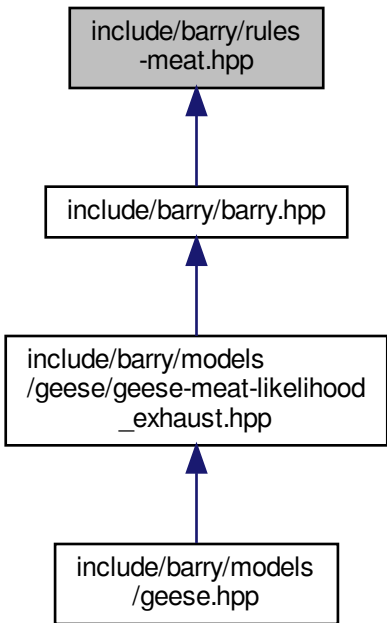 include/barry/rules
-meat.hpp
include/barry/barry.hpp
include/barry/models
/geese/geese-meat-likelihood
_exhaust.hpp
include/barry/models
/geese.hpp